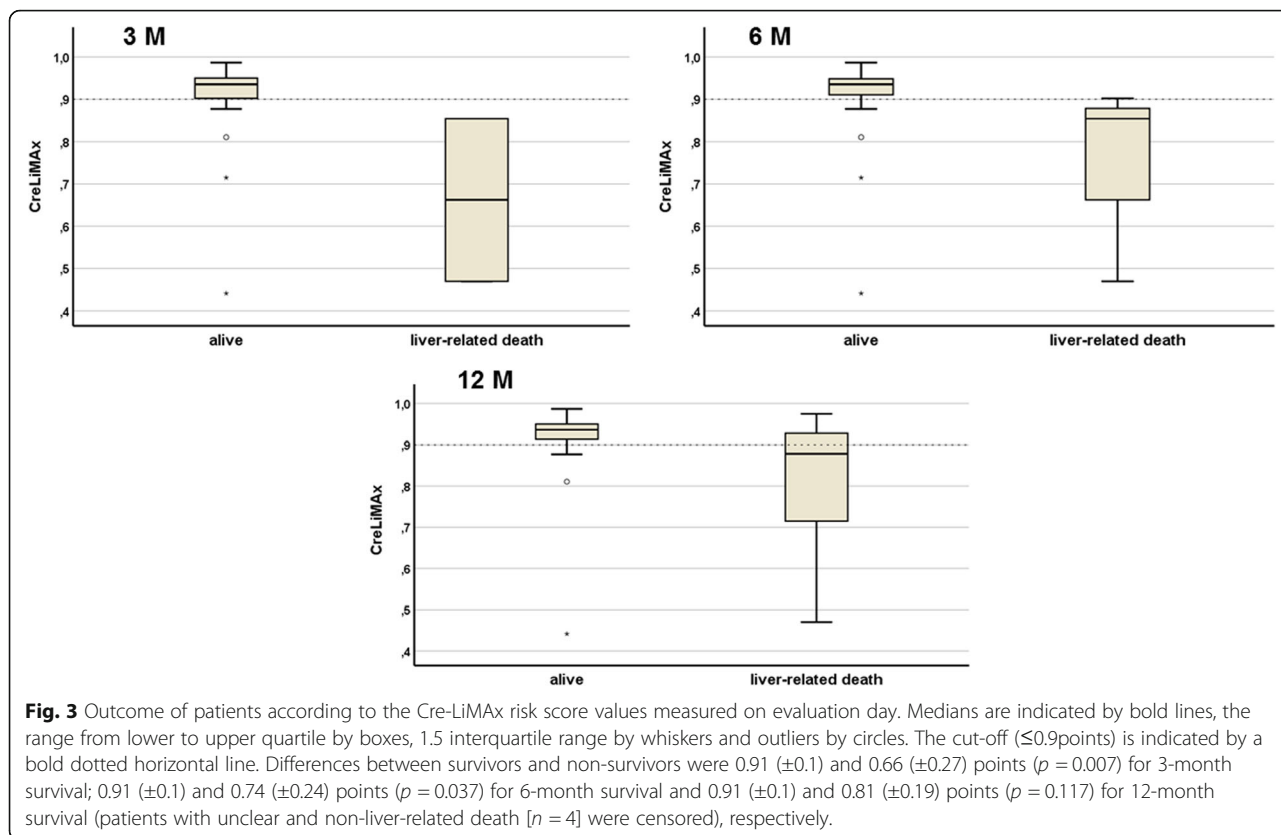 3 M
CreLiMAx
1,0
,9
,8
,7
,6
,5
,4
alive
liver-related death
6 M
CreLiMAx
1,0
,9
,8
,7
,6
,5
,4
alive
liver-related death
12 M
CreLiMAx
1,0
,9
,8
,7
,6
,5
,4
alive
liver-related death
Fig. 3 Outcome of patients according to the Cre-LiMAx risk score values measured on evaluation day. Medians are indicated by bold lines, the
range from lower to upper quartile by boxes, 1.5 interquartile range by whiskers and outliers by circles. The cut-off (≤0.9points) is indicated by a
bold dotted horizontal line. Differences between survivors and non-survivors were 0.91 (±0.1) and 0.66 (±0.27) points (p = 0.007) for 3-month
survival; 0.91 (±0.1) and 0.74 (±0.24) points (p = 0.037) for 6-month survival and 0.91 (±0.1) and 0.81 (±0.19) points (p = 0.117) for 12-month
survival (patients with unclear and non-liver-related death [n = 4] were censored), respectively.